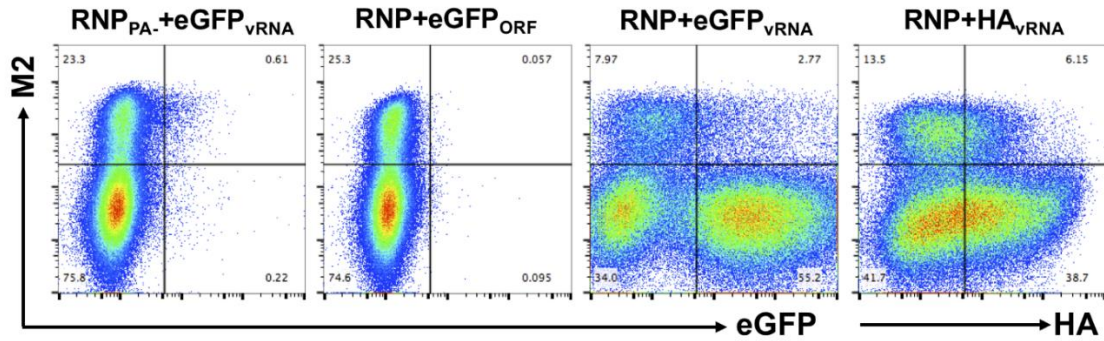 RNPPA-+eGFPvRNA RNP+eGFPORF RNP+eGFPvRNA RNP+HAvRNA
M2
23.3 0.61 25.3 0.057 7.97 2.77 13.5 6.15
75.8 0.22 74.6 0.095 34.0 55.2 41.7 38.7
eGFP HA